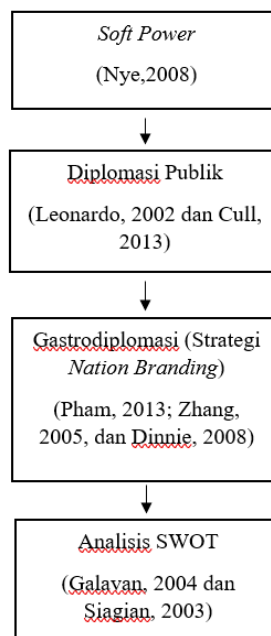 Soft Power
(Nye,2008)
Diplomasi Publik
(Leonardo, 2002 dan Cull,
2013)
Gastrodiplomasi (Strategi
Nation Branding)
(Pham, 2013; Zhang,
2005, dan Dinnie, 2008)
Analisis SWOT
(Galavan, 2004 dan
Siagian, 2003)